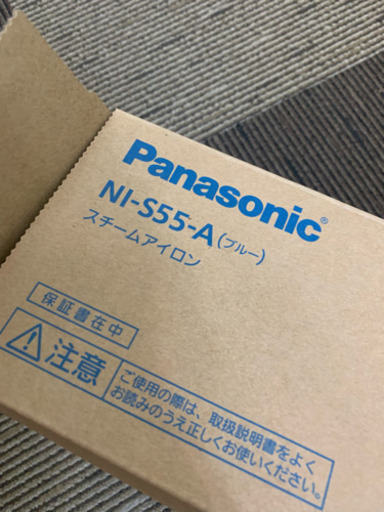 Panasonic®
NI-S55-A(ブルー)
スチームアイロン
保証書在中
注意
ご使用の際は、取扱説明書をよく
お読みのうえ正しくお使いください。